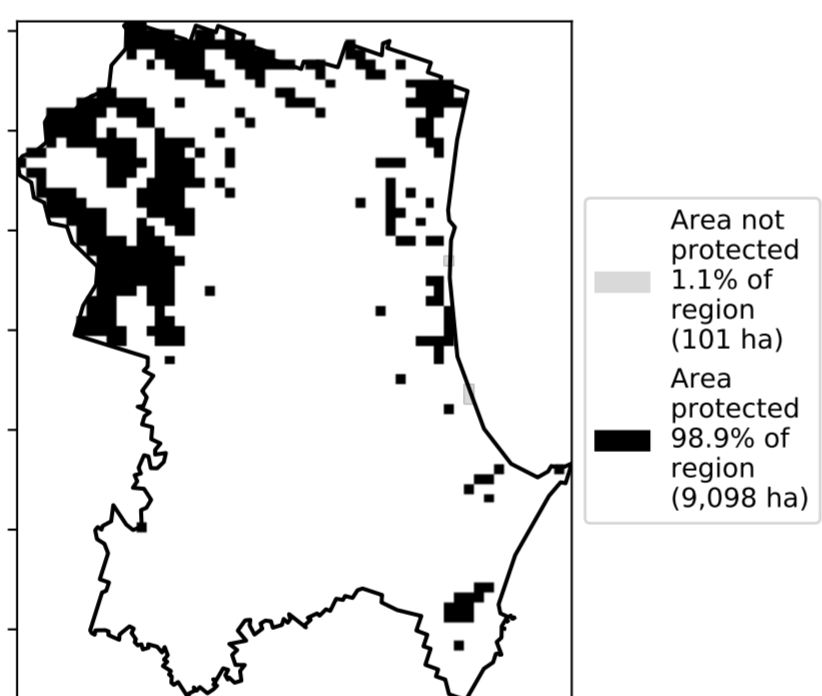 Area not
protected
1.1% of
region
(101 ha)
Area
protected
98.9% of
region
(9,098 ha)